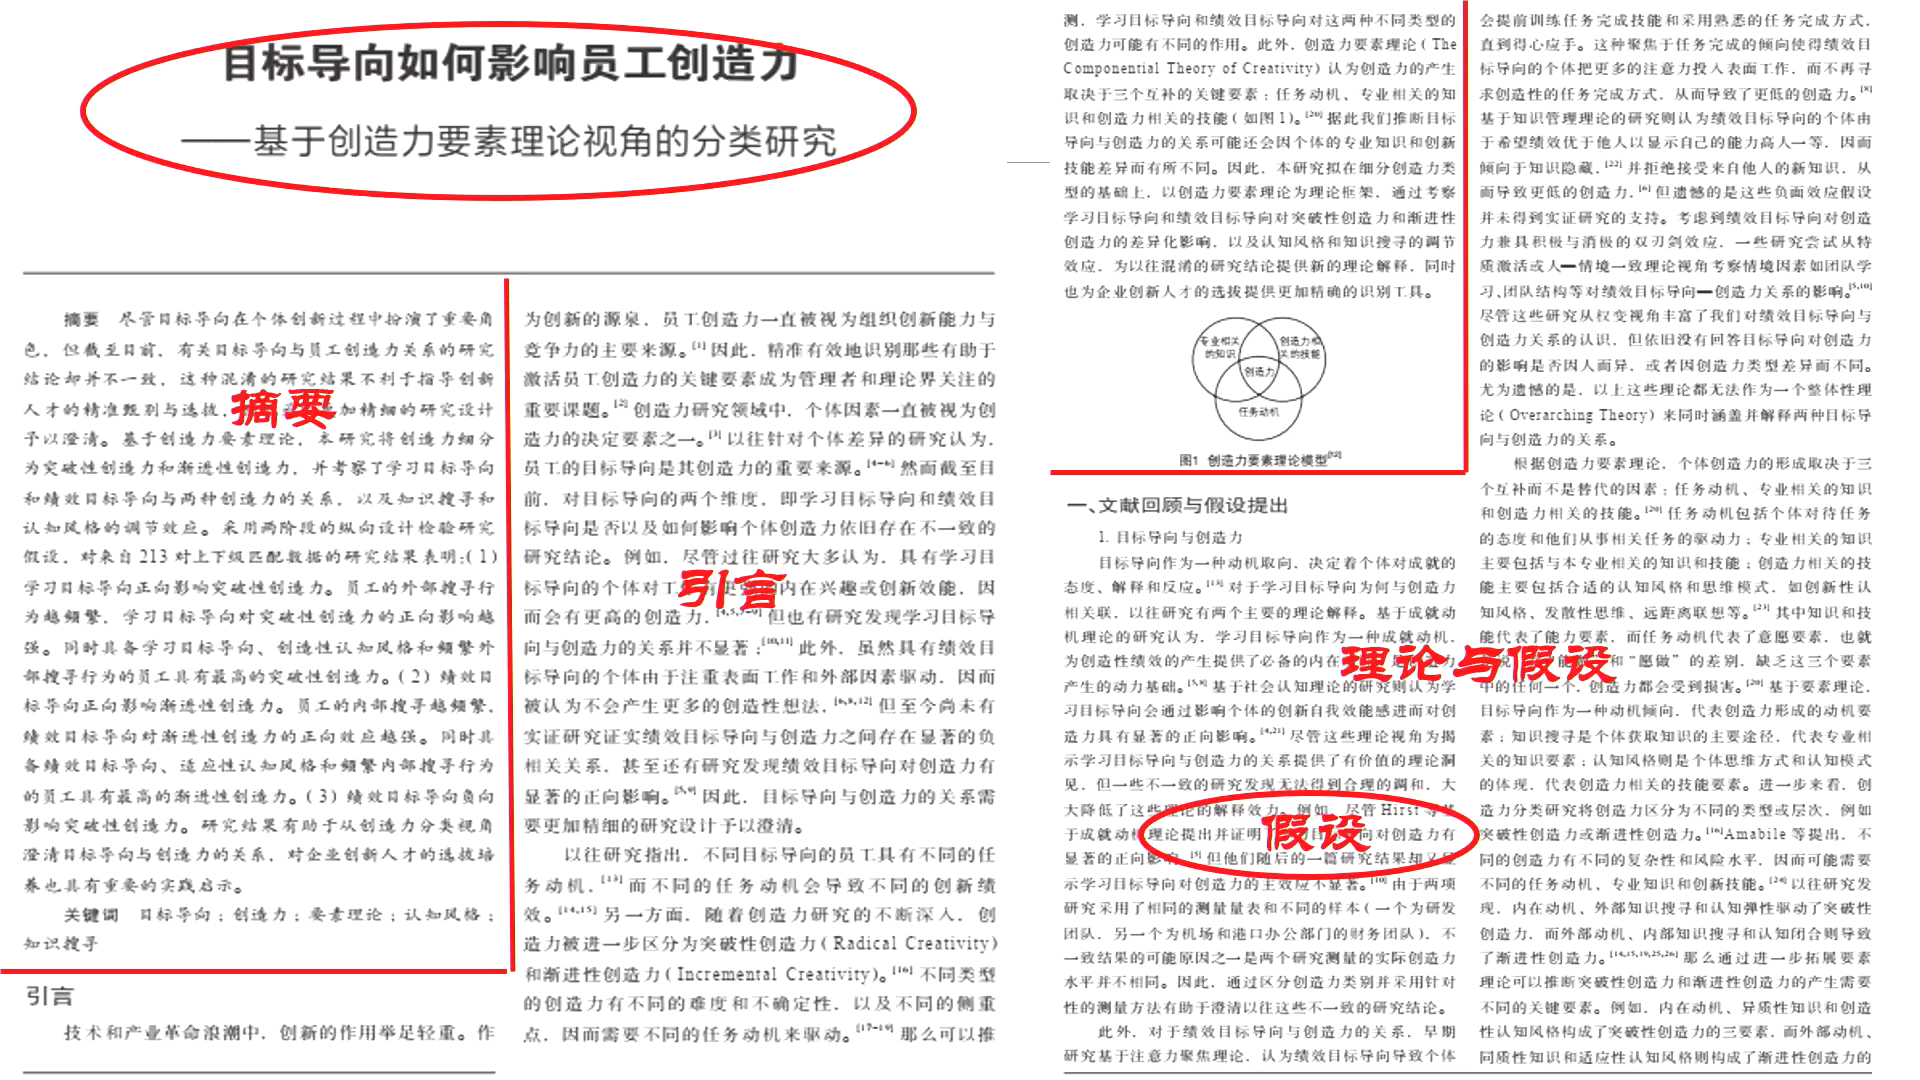 目标导向如何影响员工创造力
——基于创造力要素理论视角的分类研究
摘要 尽管目标导向在个体创新过程中扮演了重要角
色，但截至目前，有关目标导向与员工创造力关系的研究
结论却并不一致，这种混淆的研究结果不利于指导创新
人才的精准甄别与选拔，加精细的研究设计
摘要
予以澄清。基于创造力要素理论，本研究将创造力细分
为突破性创造力和渐进性创造力，并考察了学习目标导向
和绩效目标导向与两种创造力的关系，以及知识搜寻和
认知风格的调节效应。采用两阶段的纵向设计检验研究
假设，对来自213对上下级匹配数据的研究结果表明：(1)
学习目标导向正向影响突破性创造力。员工的外部搜寻行
为越频繁，学习目标导向对突破性创造力的正向影响越
强。同时具备学习目标导向、创造性认知风格和频繁外
部搜寻行为的员工具有最高的突破性创造力。(2) 绩效目
标导向正向影响渐进性创造力。员工的内部搜寻越频繁，
绩效目标导向对渐进性创造力的正向效应越强。同时具
备绩效目标导向、适应性认知风格和频繁内部搜寻行为
的员工具有最高的渐进性创造力。(3) 绩效目标导向负向
影响突破性创造力。研究结果有助于从创造力分类视角
澄清目标导向与创造力的关系，对企业创新人才的选拔培
养也具有重要的实践启示。
关键词 目标导向；创造力；要素理论；认知风格；
知识搜寻
引言
技术和产业革命浪潮中，创新的作用举足轻重。作
为创新的源泉，员工创造力一直被视为组织创新能力与
竞争力的主要来源。[1] 因此，精准有效地识别那些有助于
激活员工创造力的关键要素成为管理者和理论界关注的
重要课题。[2] 创造力研究领域中，个体因素一直被视为创
造力的决定要素之一。[3] 以往针对个体差异的研究认为，
员工的目标导向是其创造力的重要来源。[4-6] 然而截至目
前，对目标导向的两个维度，即学习目标导向和绩效目
标导向是否以及如何影响个体创造力依旧存在不一致的
研究结论。例如，尽管过往研究大多认为，具有学习目
标导向的个体对工内在兴趣或创新效能，因
引言
而会有更高的创造力，但也有研究发现学习目标导
向与创造力的关系并不显著；[10,11] 此外，虽然具有绩效目
标导向的个体由于注重表面工作和外部因素驱动，因而
被认为不会产生更多的创造性想法，[6,8,12] 但至今尚未有
实证研究证实绩效目标导向与创造力之间存在显著的负
相关关系，甚至还有研究发现绩效目标导向对创造力有
显著的正向影响。[5,9] 因此，目标导向与创造力的关系需
要更加精细的研究设计予以澄清。
以往研究指出，不同目标导向的员工具有不同的任
务动机，[13] 而不同的任务动机会导致不同的创新绩
效。[14,15] 另一方面，随着创造力研究的不断深入，创
造力被进一步区分为突破性创造力 ( Radical Creativity)
和渐进性创造力 ( Incremental Creativity)。[16] 不同类型
的创造力有不同的难度和不确定性，以及不同的侧重
点，因而需要不同的任务动机来驱动。[17-19] 那么可以推
测，学习目标导向和绩效目标导向对这两种不同类型的
创造力可能有不同的作用。此外，创造力要素理论 ( The
Componential Theory of Creativity) 认为创造力的产生
取决于三个互补的关键要素：任务动机、专业相关的知
识和创造力相关的技能 ( 如图1)。[20] 据此我们推断目标
导向与创造力的关系可能还会因个体的专业知识和创新
技能差异而有所不同。因此，本研究拟在细分创造力类
型的基础上，以创造力要素理论为理论框架，通过考察
学习目标导向和绩效目标导向对突破性创造力和渐进性
创造力的差异化影响，以及认知风格和知识搜寻的调节
效应，为以往混淆的研究结论提供新的理论解释，同时
也为企业创新人才的选拔提供更加精确的识别工具。
专业相关
的知识
创造力相
关的技能
创造力
任务动机
图1 创造力要素理论模型[12]
一、文献回顾与假设提出
1. 目标导向与创造力
目标导向作为一种动机取向，决定着个体对成就的
态度、解释和反应。[13] 对于学习目标导向为何与创造力
相关联，以往研究有两个主要的理论解释。基于成就动
机理论的研究认为，学习目标导向作为一种成就动机，
为创造性绩效的产生提供了必备的内在
产生的动力基础。[5,8] 基于社会认知理论的研究则认为学
习目标导向会通过影响个体的创新自我效能感进而对创
造力具有显著的正向影响。[4,21] 尽管这些理论视角为揭
示学习目标导向与创造力的关系提供了有价值的理论洞
见，但一些不一致的研究发现无法得到合理的调和，大
大降低了这些理论的解释效力。例如，尽管 Hirst 等基
于成就动机理论提出并证明向对创造力有
假设
显著的正向影响，[5] 但他们随后的一篇研究结果却又显
示学习目标导向对创造力的主效应不显著。[10] 由于两项
研究采用了相同的测量量表和不同的样本 ( 一个为研发
团队，另一个为机场和港口办公部门的财务团队)，不
一致结果的可能原因之一是两个研究测量的实际创造力
水平并不相同。因此，通过区分创造力类别并采用针对
性的测量方法有助于澄清以往这些不一致的研究结论。
此外，对于绩效目标导向与创造力的关系，早期
研究基于注意力聚焦理论，认为绩效目标导向导致个体
会提前训练任务完成技能和采用熟悉的任务完成方式，
直到得心应手。这种聚焦于任务完成的倾向使得绩效目
标导向的个体把更多的注意力投入表面工作，而不再寻
求创造性的任务完成方式，从而导致了更低的创造力。[8]
基于知识管理理论的研究则认为绩效目标导向的个体由
于希望绩效优于他人以显示自己的能力高人一等，因而
倾向于知识隐藏，[22] 并拒绝接受来自他人的新知识，从
而导致更低的创造力，[6] 但遗憾的是这些负面效应假设
并未得到实证研究的支持。考虑到绩效目标导向对创造
力兼具积极与消极的双刃剑效应，一些研究尝试从特
质激活或人—情境一致理论视角考察情境因素如团队学
习、团队结构等对绩效目标导向—创造力关系的影响。[5,10]
尽管这些研究从权变视角丰富了我们对绩效目标导向与
创造力关系的认识，但依旧没有回答目标导向对创造力
的影响是否因人而异，或者因创造力类型差异而不同。
尤为遗憾的是，以上这些理论都无法作为一个整体性理
论 ( Overarching Theory) 来同时涵盖并解释两种目标导
向与创造力的关系。
根据创造力要素理论，个体创造力的形成取决于三
个互补而不是替代的因素：任务动机、专业相关的知识
和创造力相关的技能。[20] 任务动机包括个体对待任务
的态度和他们从事相关任务的驱动力；专业相关的知识
主要包括与本专业相关的知识和技能；创造力相关的技
能主要包括合适的认知风格和思维模式，如创新性认
知风格、发散性思维、远距离联想等。[23] 其中知识和技
能代表了能力要素，而任务动机代表了意愿要素，也就
理论与假设
和 “愿做” 的差别，缺乏这三个要素
中的任何一个，创造力都会受到损害。[20] 基于要素理论，
目标导向作为一种动机倾向，代表创造力形成的动机要
素；知识搜寻是个体获取知识的主要途径，代表专业相
关的知识要素；认知风格则是个体思维方式和认知模式
的体现，代表创造力相关的技能要素。进一步来看，创
造力分类研究将创造力区分为不同的类型或层次，例如
突破性创造力或渐进性创造力。[16]Amabile 等提出，不
同的创造力有不同的复杂性和风险水平，因而可能需要
不同的任务动机、专业知识和创新技能。[24] 以往研究发
现，内在动机、外部知识搜寻和认知弹性驱动了突破性
创造力，而外部动机、内部知识搜寻和认知闭合则导致
了渐进性创造力。[14,15,19,25,26] 那么通过进一步拓展要素
理论可以推断突破性创造力和渐进性创造力的产生需要
不同的关键要素。例如，内在动机、异质性知识和创造
性认知风格构成了突破性创造力的三要素，而外部动机、
同质性知识和适应性认知风格则构成了渐进性创造力的